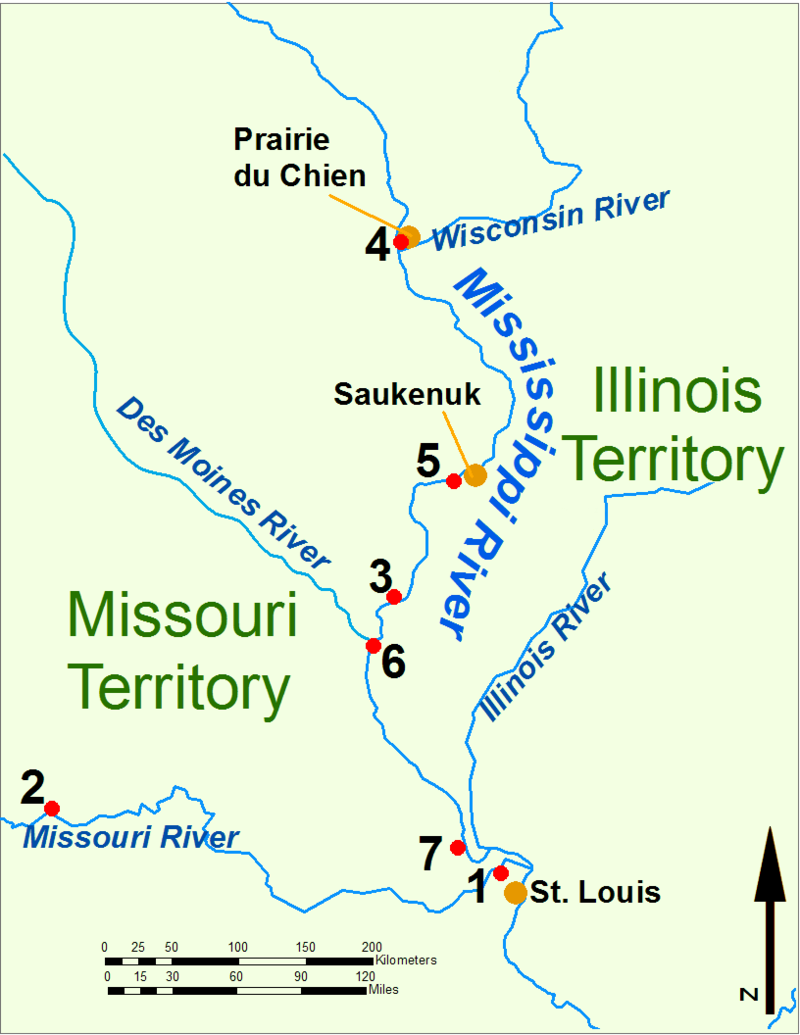 Prairie
du Chien
4
Wisconsin River
Mississippi River
Illinois
Territory
Saukenuk
5
Des Moines River
3
6
Missouri
Territory
Illinois River
2
Missouri River
7
1
St. Louis
0 25 50 100 150 200
Kilometers
0 15 30 60 90 120
Miles
N